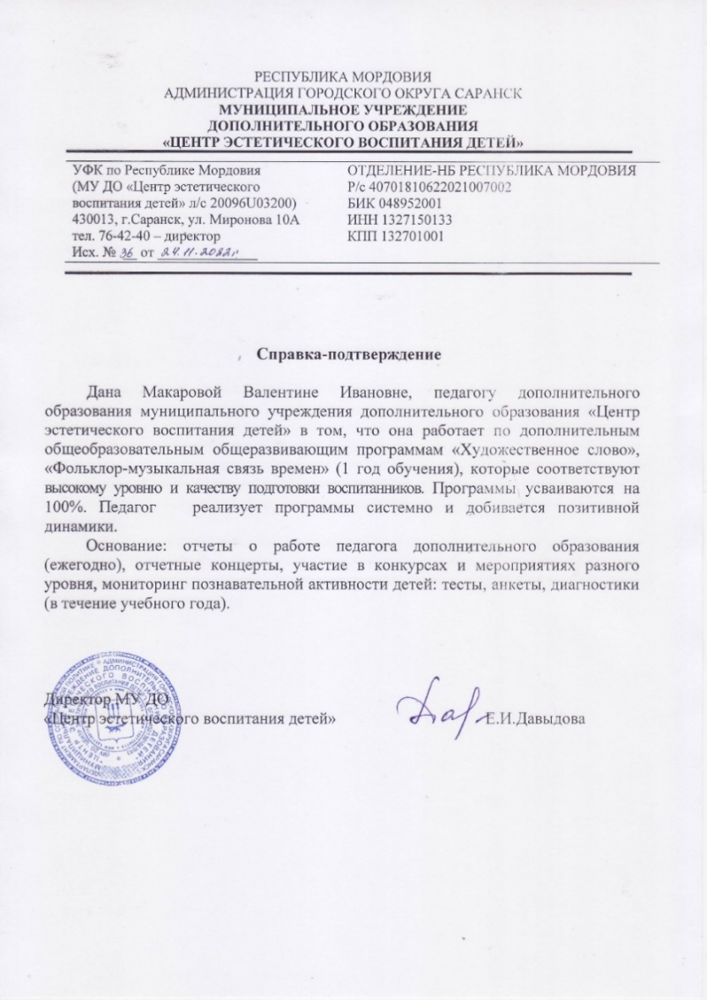 РЕСПУБЛИКА МОРДОВИЯ
АДМИНИСТРАЦИЯ ГОРОДСКОГО ОКРУГА САРАНСК
МУНИЦИПАЛЬНОЕ УЧРЕЖДЕНИЕ
ДОПОЛНИТЕЛЬНОГО ОБРАЗОВАНИЯ
«ЦЕНТР ЭСТЕТИЧЕСКОГО ВОСПИТАНИЯ ДЕТЕЙ»
УФК по Республике Мордовия
(МУ ДО «Центр эстетического
воспитания детей» л/с 20096U03200)
430013, г.Саранск, ул. Миронова 10А
тел. 76-42-40 – директор
Исх. № 36 от 24.11.2022г
ОТДЕЛЕНИЕ-НБ РЕСПУБЛИКА МОРДОВИЯ
Р/с 40701810622021007002
БИК 048952001
ИНН 1327150133
КПП 132701001
Справка-подтверждение
Дана Макаровой Валентине Ивановне, педагогу дополнительного
образования муниципального учреждения дополнительного образования «Центр
эстетического воспитания детей» в том, что она работает по дополнительным
общеобразовательным общеразвивающим программам «Художественное слово»,
«Фольклор-музыкальная связь времен» (1 год обучения), которые соответствуют
высокому уровню и качеству подготовки воспитанников. Программы усваиваются на
100%. Педагог реализует программы системно и добивается позитивной
динамики.
Основание: отчеты о работе педагога дополнительного образования
(ежегодно), отчетные концерты, участие в конкурсах и мероприятиях разного
уровня, мониторинг познавательной активности детей: тесты, анкеты, диагностики
(в течение учебного года).
Директор МУ ДО
«Центр эстетического воспитания детей»
Е.И.Давыдова